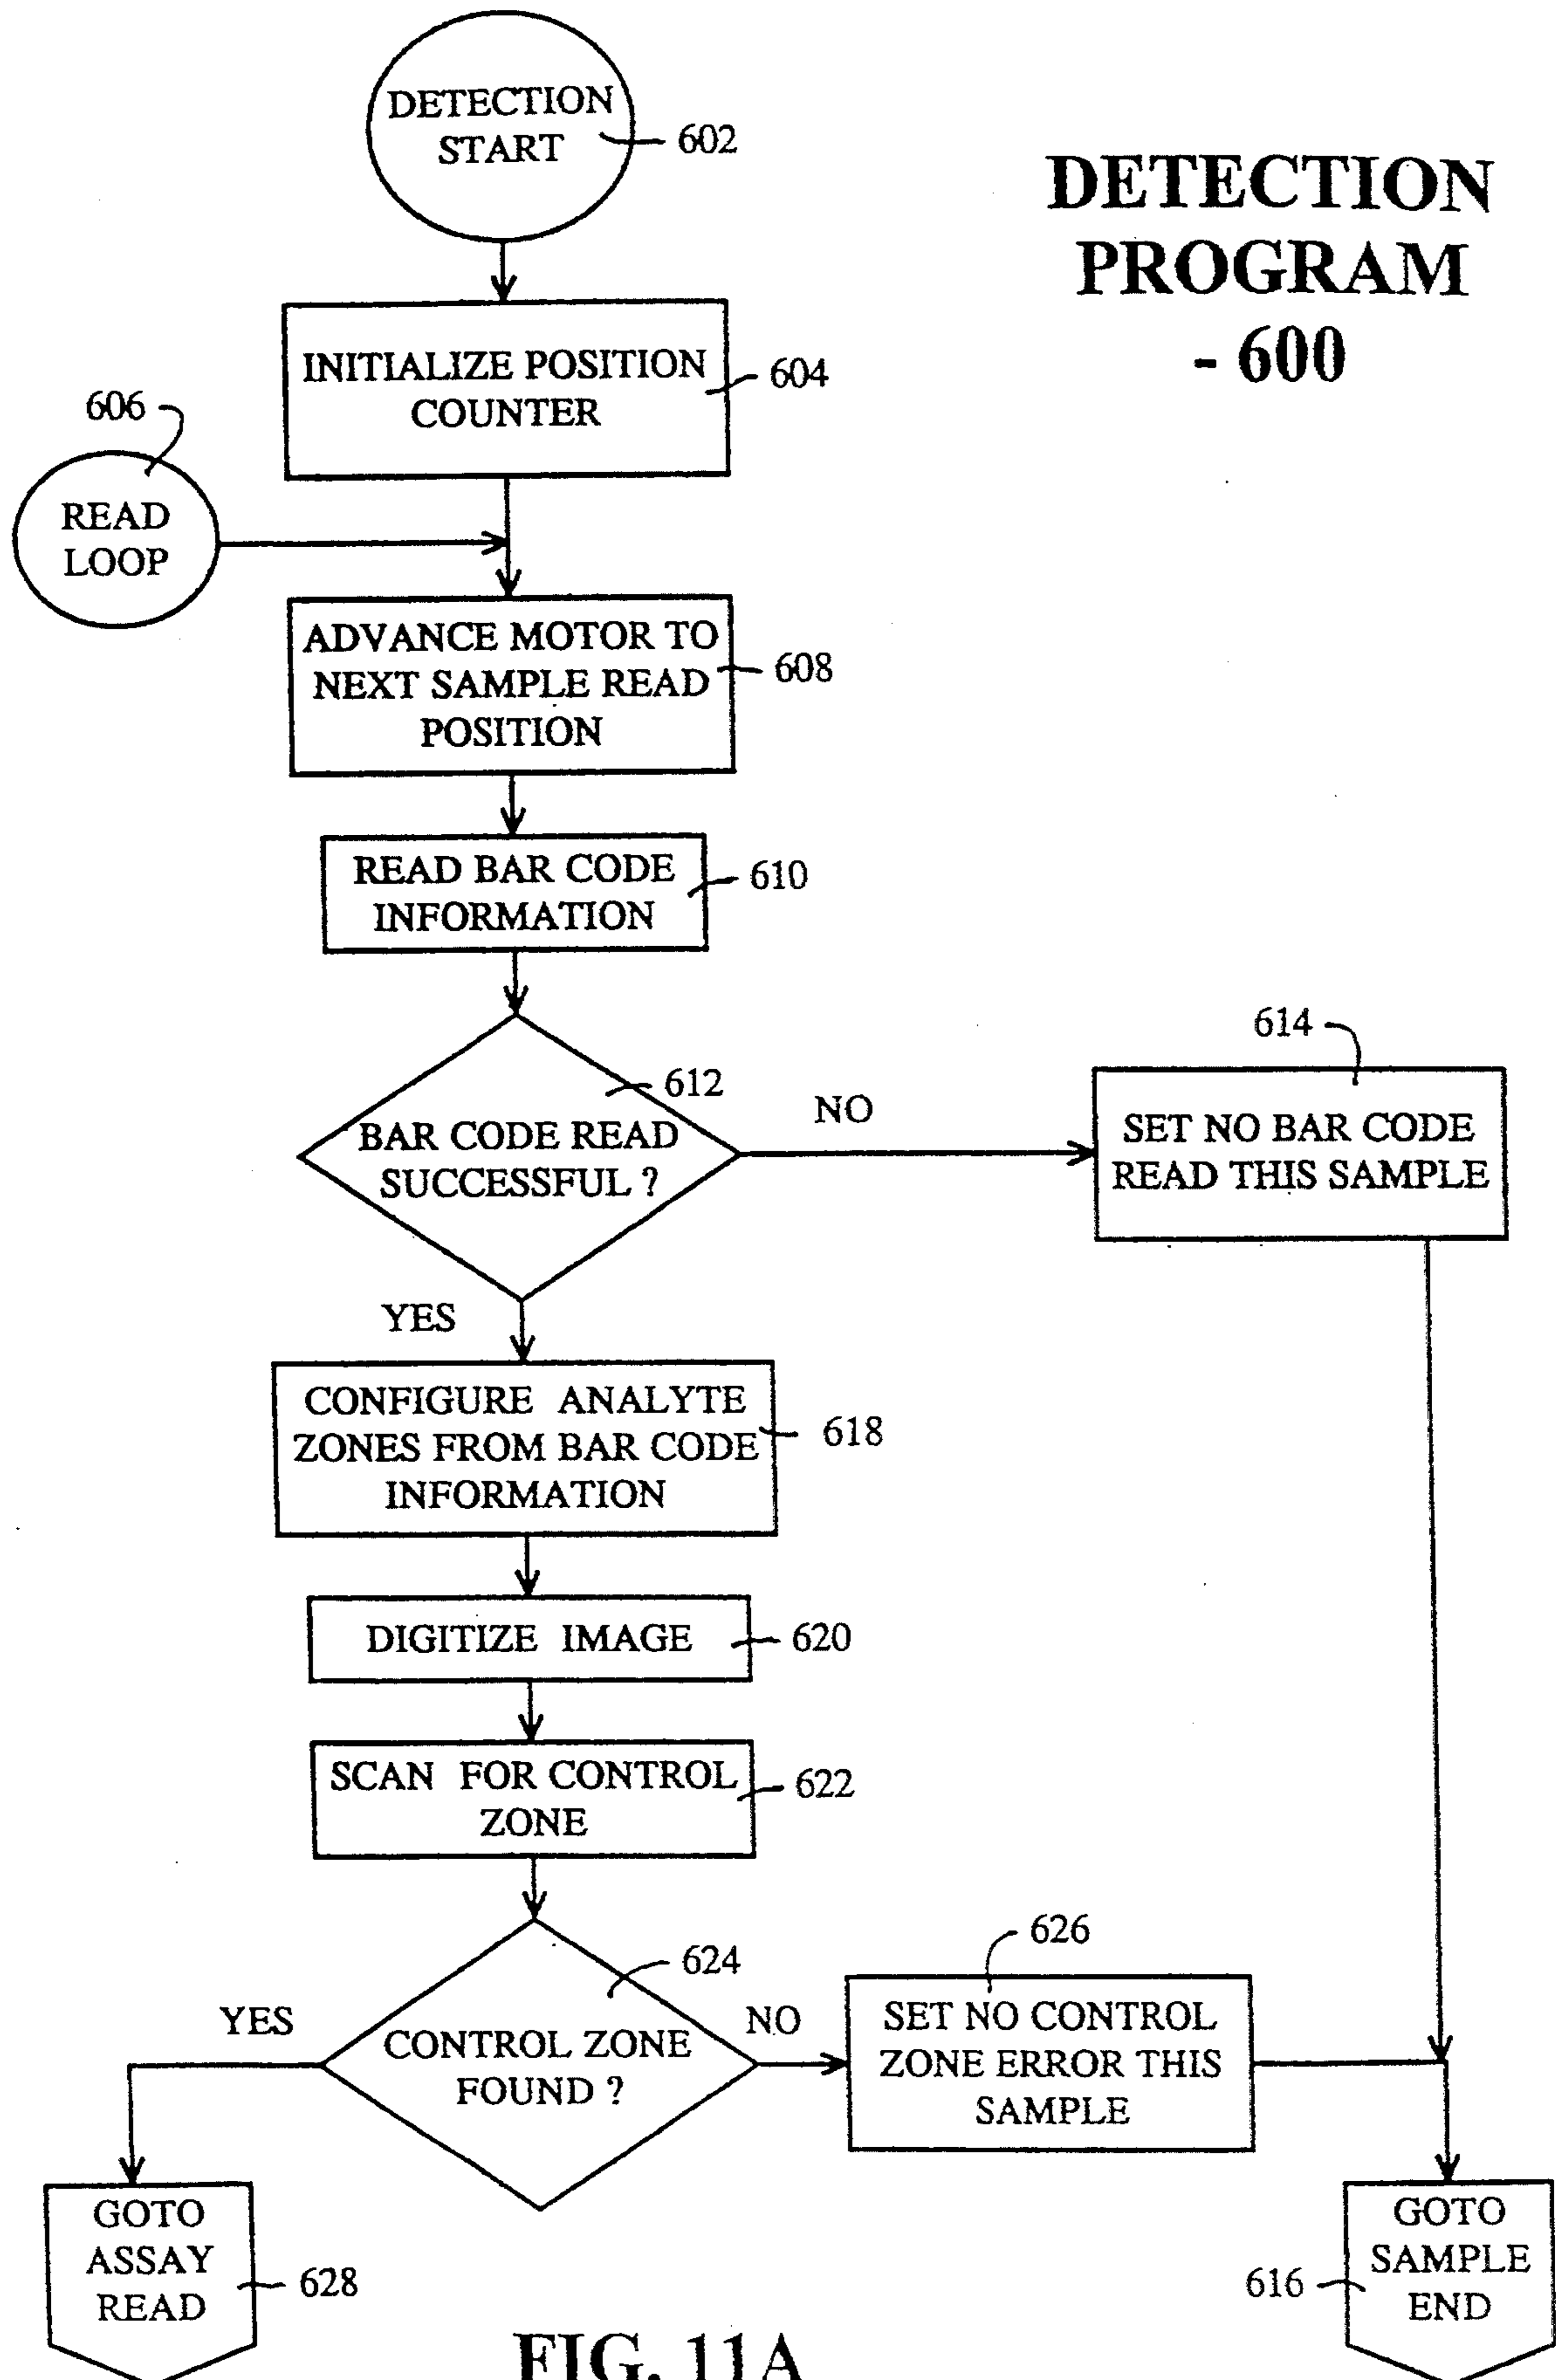 DETECTION
START
602
DETECTION
PROGRAM
- 600
INITIALIZE POSITION
COUNTER
604
606
READ
LOOP
ADVANCE MOTOR TO
NEXT SAMPLE READ
POSITION
608
READ BAR CODE
INFORMATION
610
612
BAR CODE READ
SUCCESSFUL ?
NO
614
SET NO BAR CODE
READ THIS SAMPLE
YES
CONFIGURE ANALYTE
ZONES FROM BAR CODE
INFORMATION
618
DIGITIZE IMAGE
620
SCAN FOR CONTROL
ZONE
622
624
CONTROL ZONE
FOUND ?
YES
NO
626
SET NO CONTROL
ZONE ERROR THIS
SAMPLE
GOTO
ASSAY
READ
628
616
GOTO
SAMPLE
END
FIG. 11A